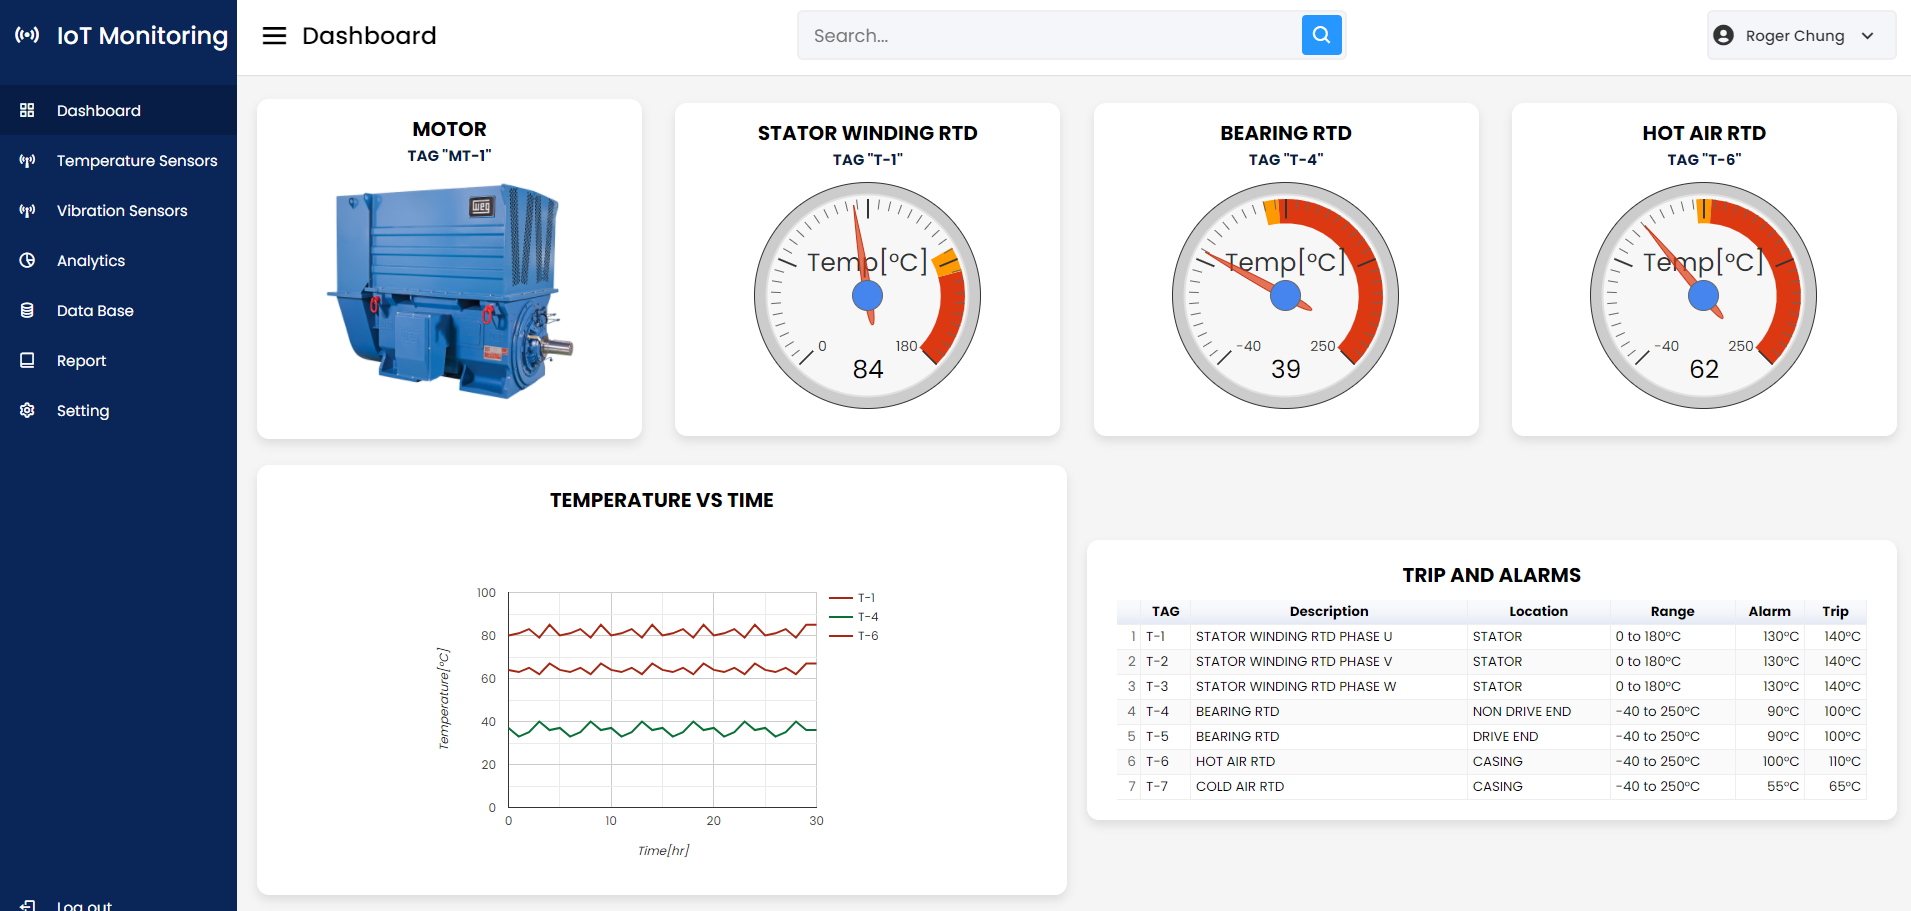 IoT Monitoring
Dashboard
Search...
Roger Chung
Dashboard
Temperature Sensors
Vibration Sensors
Analytics
Data Base
Report
Setting
Log out
MOTOR
TAG "MT-1"
weg
STATOR WINDING RTD
TAG "T-1"
Temp[°C]
0 180
84
BEARING RTD
TAG "T-4"
Temp[°C]
-40 250
39
HOT AIR RTD
TAG "T-6"
Temp[°C]
-40 250
62
TEMPERATURE VS TIME
Temperature[°C]
100
80
60
40
20
0
0 10 20 30
Time[hr]
T-1
T-4
T-6
TRIP AND ALARMS
TAG Description Location Range Alarm Trip
1 T-1 STATOR WINDING RTD PHASE U STATOR 0 to 180°C 130°C 140°C
2 T-2 STATOR WINDING RTD PHASE V STATOR 0 to 180°C 130°C 140°C
3 T-3 STATOR WINDING RTD PHASE W STATOR 0 to 180°C 130°C 140°C
4 T-4 BEARING RTD NON DRIVE END -40 to 250°C 90°C 100°C
5 T-5 BEARING RTD DRIVE END -40 to 250°C 90°C 100°C
6 T-6 HOT AIR RTD CASING -40 to 250°C 100°C 110°C
7 T-7 COLD AIR RTD CASING -40 to 250°C 55°C 65°C